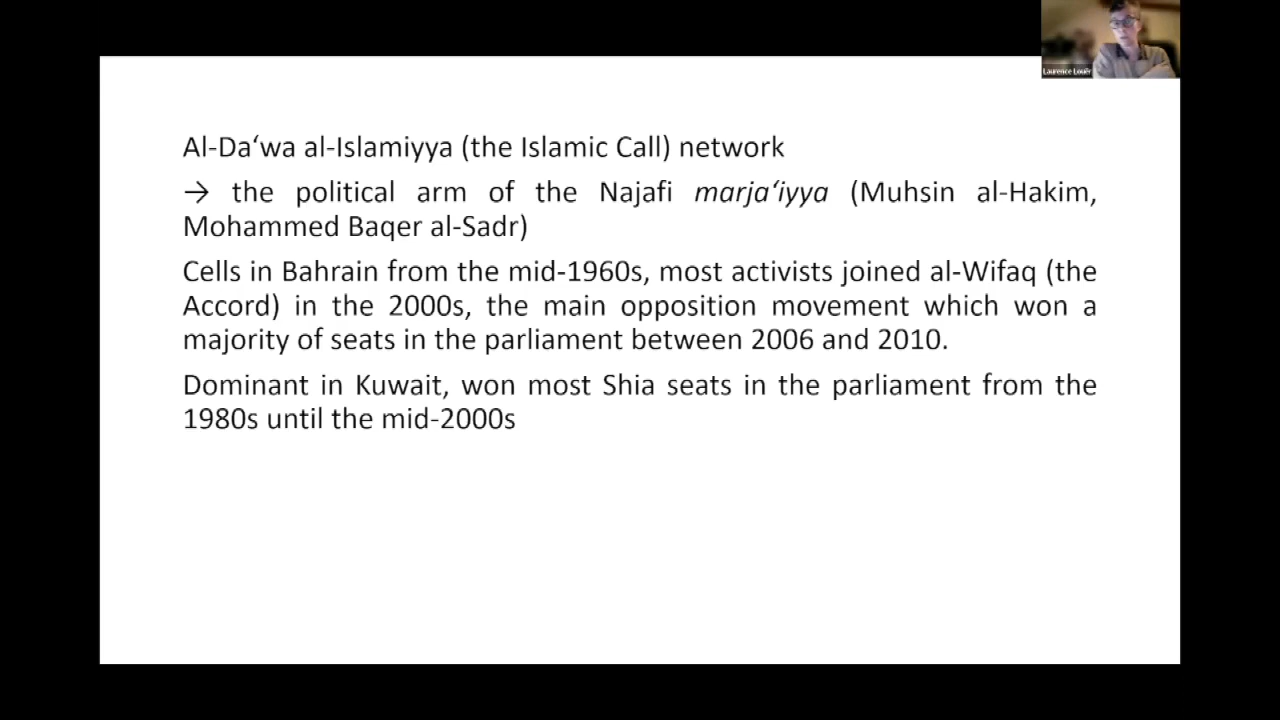 Laurence Louër
Al-Da‘wa al-Islamiyya (the Islamic Call) network
→ the political arm of the Najafi marja‘iyya (Muhsin al-Hakim,
Mohammed Baqer al-Sadr)
Cells in Bahrain from the mid-1960s, most activists joined al-Wifaq (the
Accord) in the 2000s, the main opposition movement which won a
majority of seats in the parliament between 2006 and 2010.
Dominant in Kuwait, won most Shia seats in the parliament from the
1980s until the mid-2000s